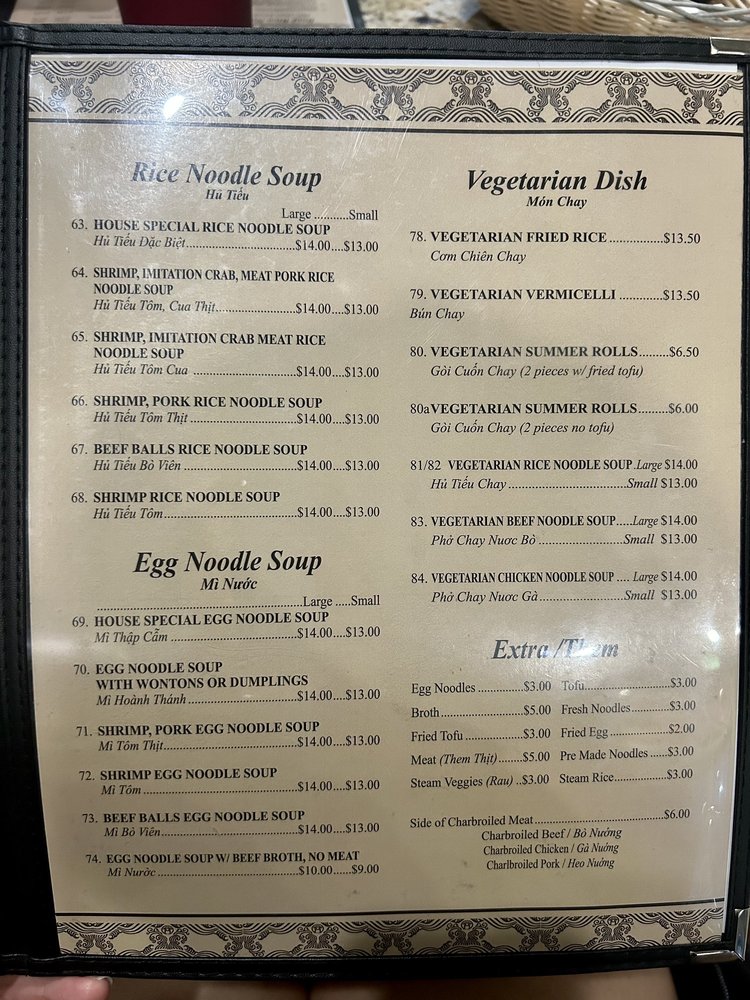 Rice Noodle Soup
Hủ Tiếu
Large ...........Small
63. HOUSE SPECIAL RICE NOODLE SOUP
Hủ Tiếu Đặc Biệt..................................$14.00....$13.00
64. SHRIMP, IMITATION CRAB, MEAT PORK RICE
NOODLE SOUP
Hủ Tiếu Tôm, Cua Thịt.........................$14.00....$13.00
65. SHRIMP, IMITATION CRAB MEAT RICE
NOODLE SOUP
Hủ Tiếu Tôm Cua ................................$14.00....$13.00
66. SHRIMP, PORK RICE NOODLE SOUP
Hủ Tiếu Tôm Thịt..................................$14.00....$13.00
67. BEEF BALLS RICE NOODLE SOUP
Hủ Tiếu Bò Viên ...................................$14.00....$13.00
68. SHRIMP RICE NOODLE SOUP
Hủ Tiếu Tôm.........................................$14.00....$13.00
Egg Noodle Soup
Mì Nước
...............................................................Large .....Small
69. HOUSE SPECIAL EGG NOODLE SOUP
Mì Thập Cẩm .......................................$14.00....$13.00
70. EGG NOODLE SOUP
WITH WONTONS OR DUMPLINGS
Mì Hoành Thánh...................................$14.00....$13.00
71. SHRIMP, PORK EGG NOODLE SOUP
Mì Tôm Thịt.........................................$14.00....$13.00
72. SHRIMP EGG NOODLE SOUP
Mì Tôm ................................................$14.00....$13.00
73. BEEF BALLS EGG NOODLE SOUP
Mì Bò Viên...........................................$14.00....$13.00
74. EGG NOODLE SOUP W/ BEEF BROTH, NO MEAT
Mì Nước ...........................................$10.00......$9.00
Vegetarian Dish
Món Chay
78. VEGETARIAN FRIED RICE ................$13.50
Cơm Chiên Chay
79. VEGETARIAN VERMICELLI .............$13.50
Bún Chay
80. VEGETARIAN SUMMER ROLLS.........$6.50
Gòi Cuốn Chay (2 pieces w/ fried tofu)
80a VEGETARIAN SUMMER ROLLS.........$6.00
Gòi Cuốn Chay (2 pieces no tofu)
81/82 VEGETARIAN RICE NOODLE SOUP .Large $14.00
Hủ Tiếu Chay ..............................Small $13.00
83. VEGETARIAN BEEF NOODLE SOUP.....Large $14.00
Phở Chay Nươc Bò ......................Small $13.00
84. VEGETARIAN CHICKEN NOODLE SOUP .... Large $14.00
Phở Chay Nươc Gà......................Small $13.00
Extra /Them
Egg Noodles .............$3.00 Tofu.................................$3.00
Broth.........................$5.00 Fresh Noodles...........$3.00
Fried Tofu .................$3.00 Fried Egg .................$2.00
Meat (Them Thịt)........$5.00 Pre Made Noodles ......$3.00
Steam Veggies (Rau) ..$3.00 Steam Rice.......................$3.00
Side of Charbroiled Meat............................................$6.00
Charbroiled Beef / Bò Nướng
Charbroiled Chicken / Gà Nướng
Charlbroiled Pork / Heo Nướng